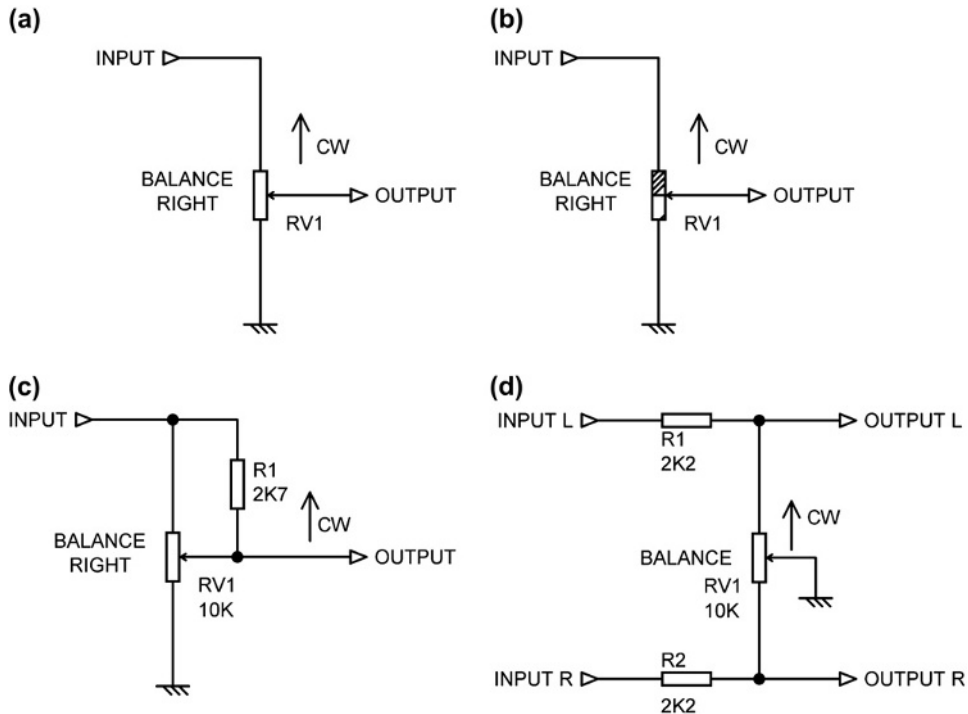 (a)
INPUT
CW
BALANCE
RIGHT
OUTPUT
RV1
(b)
INPUT
CW
BALANCE
RIGHT
OUTPUT
RV1
(c)
INPUT
R1
2K7
CW
BALANCE
RIGHT
OUTPUT
RV1
10K
(d)
INPUT L
OUTPUT L
R1
2K2
CW
BALANCE
RV1
10K
R2
INPUT R
OUTPUT R
2K2